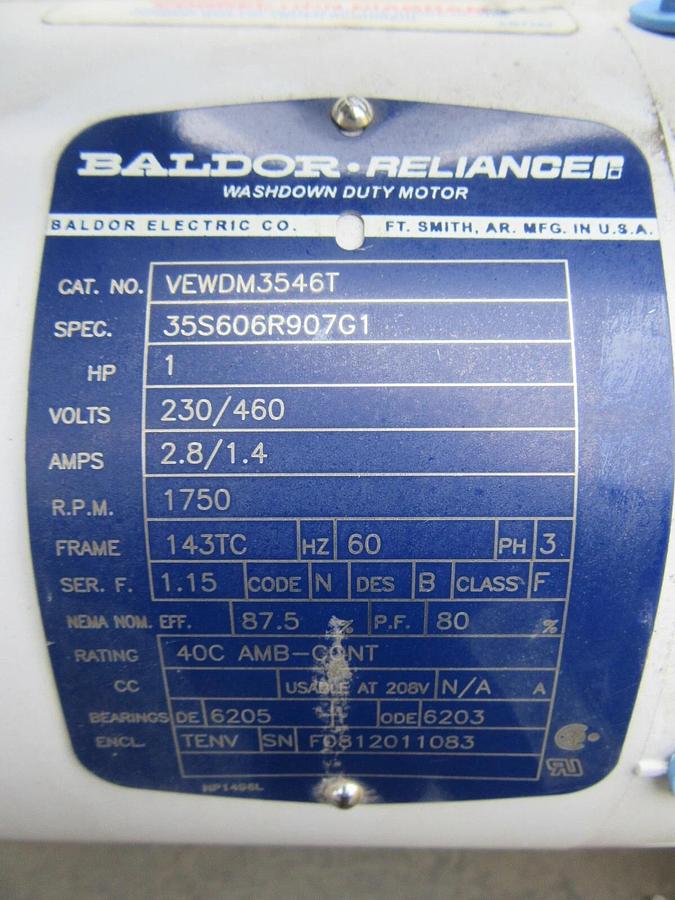 BALDOR · RELIANCER
WASHDOWN DUTY MOTOR
BALDOR ELECTRIC CO. FT. SMITH, AR. MFG. IN U.S.A.
CAT. NO. VEWDM3546T
SPEC. 35S606R907G1
HP 1
VOLTS 230/460
AMPS 2.8/1.4
R.P.M. 1750
FRAME 143TC HZ 60 PH 3
SER. F. 1.15 CODE N DES B CLASS F
NEMA NOM. EFF. 87.5 % P.F. 80 %
RATING 40C AMB-CONT
CC USABLE AT 208V N/A A
BEARINGS DE 6205 ODE 6203
ENCL. TENV SN F0812011083
NP1496L